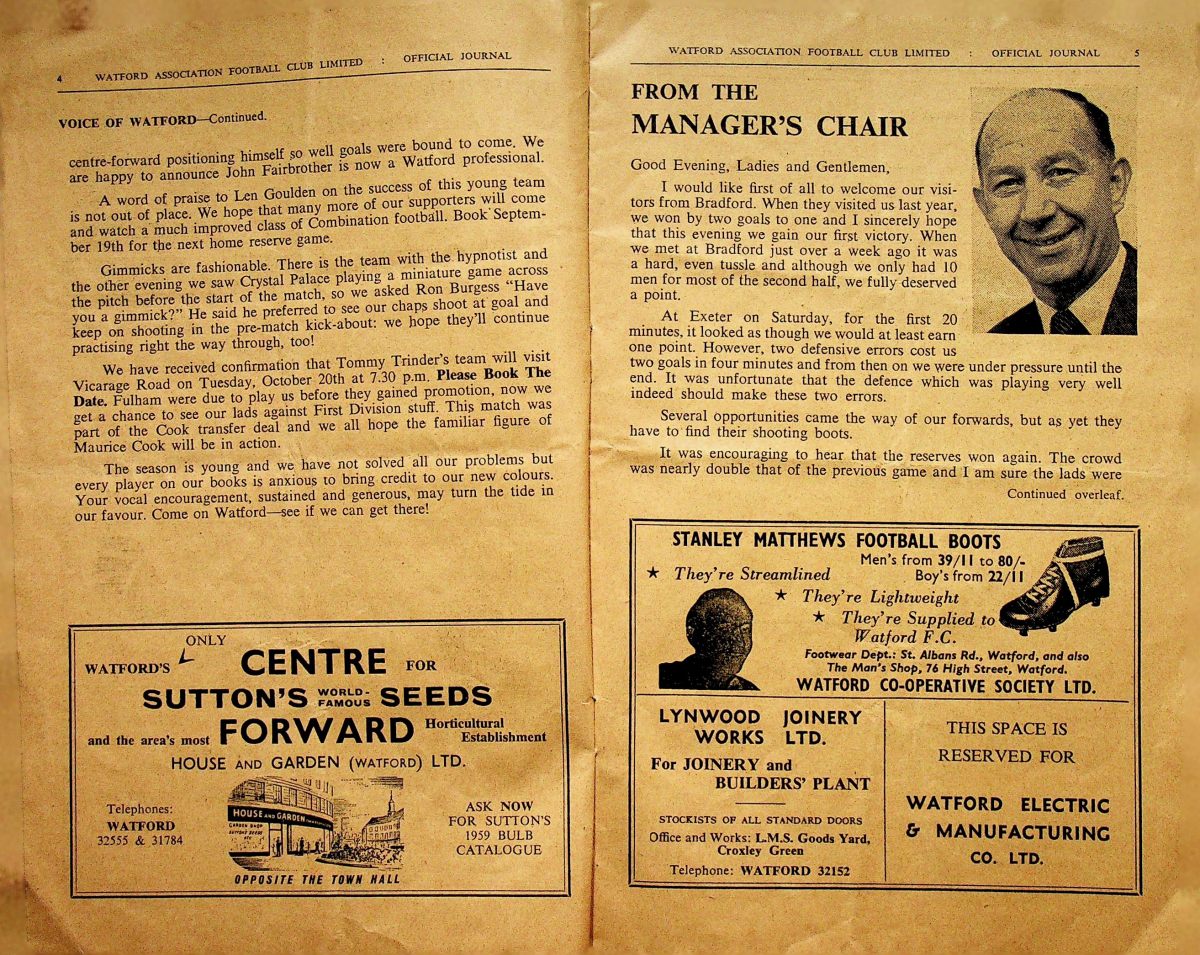 4 WATFORD ASSOCIATION FOOTBALL CLUB LIMITED : OFFICIAL JOURNAL
VOICE OF WATFORD—Continued.
centre-forward positioning himself so well goals were bound to come. We
are happy to announce John Fairbrother is now a Watford professional.
A word of praise to Len Goulden on the success of this young team
is not out of place. We hope that many more of our supporters will come
and watch a much improved class of Combination football. Book Septem-
ber 19th for the next home reserve game.
Gimmicks are fashionable. There is the team with the hypnotist and
the other evening we saw Crystal Palace playing a miniature game across
the pitch before the start of the match, so we asked Ron Burgess “Have
you a gimmick?” He said he preferred to see our chaps shoot at goal and
keep on shooting in the pre-match kick-about: we hope they’ll continue
practising right the way through, too!
We have received confirmation that Tommy Trinder’s team will visit
Vicarage Road on Tuesday, October 20th at 7.30 p.m. Please Book The
Date. Fulham were due to play us before they gained promotion, now we
get a chance to see our lads against First Division stuff. This match was
part of the Cook transfer deal and we all hope the familiar figure of
Maurice Cook will be in action.
The season is young and we have not solved all our problems but
every player on our books is anxious to bring credit to our new colours.
Your vocal encouragement, sustained and generous, may turn the tide in
our favour. Come on Watford—see if we can get there!
ONLY
WATFORD'S CENTRE FOR
SUTTON'S WORLD-FAMOUS SEEDS
and the area's most FORWARD Horticultural Establishment
HOUSE AND GARDEN (WATFORD) LTD.
Telephones:
WATFORD
32555 & 31784
HOUSE AND GARDEN
ASK NOW
FOR SUTTON'S
1959 BULB
CATALOGUE
OPPOSITE THE TOWN HALL
WATFORD ASSOCIATION FOOTBALL CLUB LIMITED : OFFICIAL JOURNAL 5
FROM THE
MANAGER'S CHAIR
Good Evening, Ladies and Gentlemen,
I would like first of all to welcome our visi-
tors from Bradford. When they visited us last year,
we won by two goals to one and I sincerely hope
that this evening we gain our first victory. When
we met at Bradford just over a week ago it was
a hard, even tussle and although we only had 10
men for most of the second half, we fully deserved
a point.
At Exeter on Saturday, for the first 20
minutes, it looked as though we would at least earn
one point. However, two defensive errors cost us
two goals in four minutes and from then on we were under pressure until the
end. It was unfortunate that the defence which was playing very well
indeed should make these two errors.
Several opportunities came the way of our forwards, but as yet they
have to find their shooting boots.
It was encouraging to hear that the reserves won again. The crowd
was nearly double that of the previous game and I am sure the lads were
Continued overleaf.
STANLEY MATTHEWS FOOTBALL BOOTS
Men's from 39/11 to 80/-
Boy's from 22/11
★ They're Streamlined
★ They're Lightweight
★ They're Supplied to
Watford F.C.
Footwear Dept.: St. Albans Rd., Watford, and also
The Man's Shop, 76 High Street, Watford.
WATFORD CO-OPERATIVE SOCIETY LTD.
LYNWOOD JOINERY
WORKS LTD.
For JOINERY and
BUILDERS' PLANT
STOCKISTS OF ALL STANDARD DOORS
Office and Works: L.M.S. Goods Yard,
Croxley Green
Telephone: WATFORD 32152
THIS SPACE IS
RESERVED FOR
WATFORD ELECTRIC
& MANUFACTURING
CO. LTD.